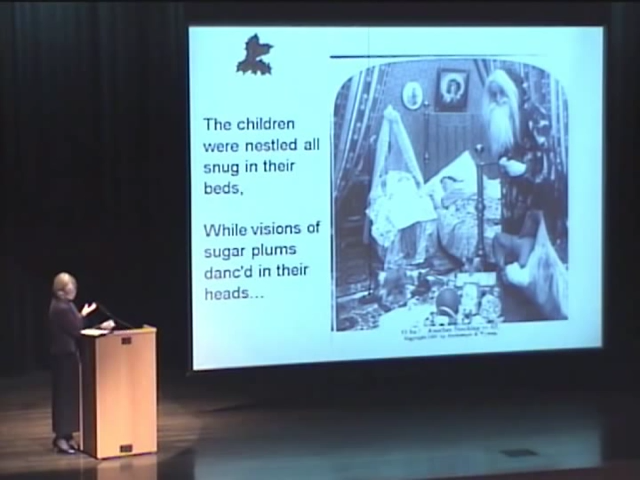 The children
were nestled all
snug in their
beds,
While visions of
sugar plums
danc'd in their
heads...